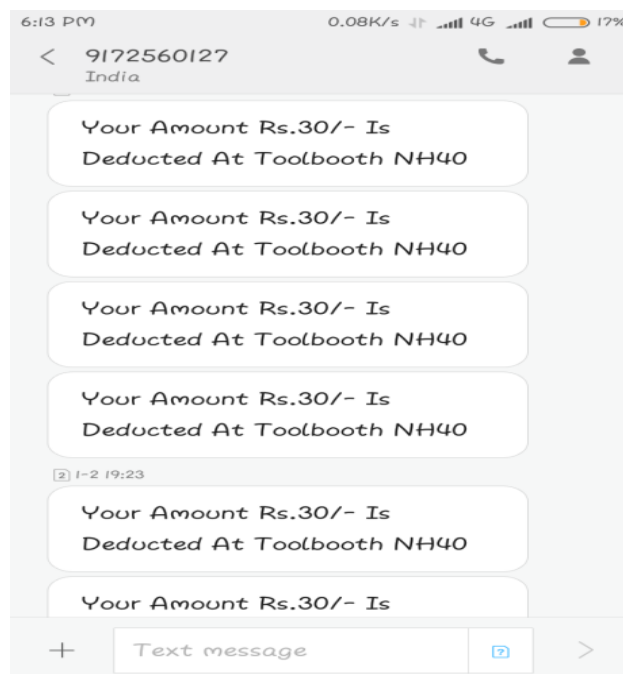 6:13 PM 0.08K/s 4G 17%
9172560127
India
Your Amount Rs.30/- Is
Deducted At Toolbooth NH40
Your Amount Rs.30/- Is
Deducted At Toolbooth NH40
Your Amount Rs.30/- Is
Deducted At Toolbooth NH40
Your Amount Rs.30/- Is
Deducted At Toolbooth NH40
2 1-2 19:23
Your Amount Rs.30/- Is
Deducted At Toolbooth NH40
Your Amount Rs.30/- Is
Text message
?